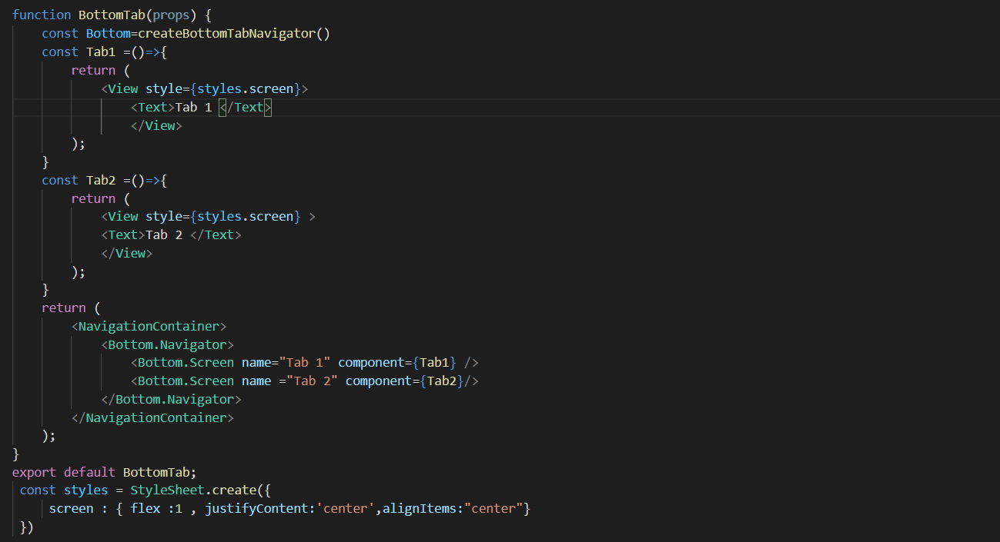 function BottomTab(props) {
    const Bottom=createBottomTabNavigator()
    const Tab1 =()=>{
        return (
            <View style={styles.screen}>
                <Text>Tab 1 </Text>
                </View>
        );
    }
    const Tab2 =()=>{
        return (
            <View style={styles.screen} >
            <Text>Tab 2 </Text>
            </View>
        );
    }
    return (
        <NavigationContainer>
            <Bottom.Navigator>
                <Bottom.Screen name="Tab 1" component={Tab1} />
                <Bottom.Screen name ="Tab 2" component={Tab2}/>
            </Bottom.Navigator>
        </NavigationContainer>
    );
}
export default BottomTab;
 const styles = StyleSheet.create({
     screen : { flex :1 , justifyContent:'center',alignItems:"center"}
 })